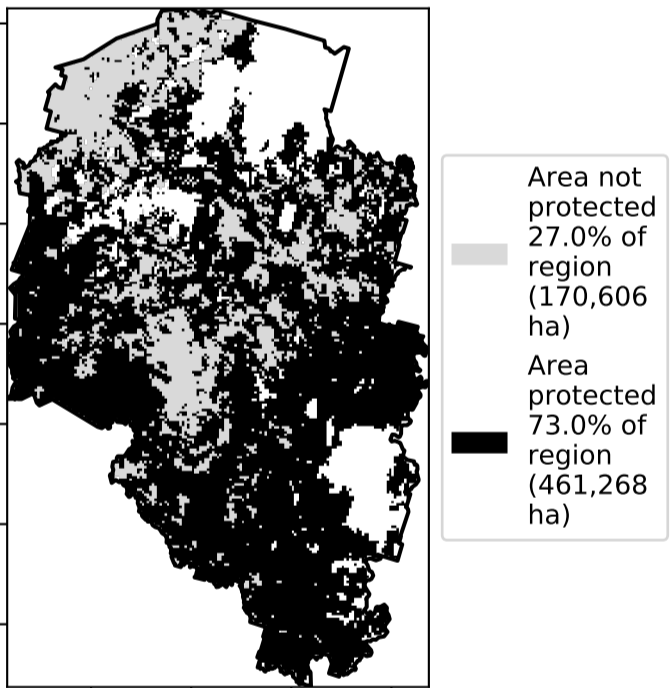 Area not
protected
27.0% of
region
(170,606
ha)
Area
protected
73.0% of
region
(461,268
ha)